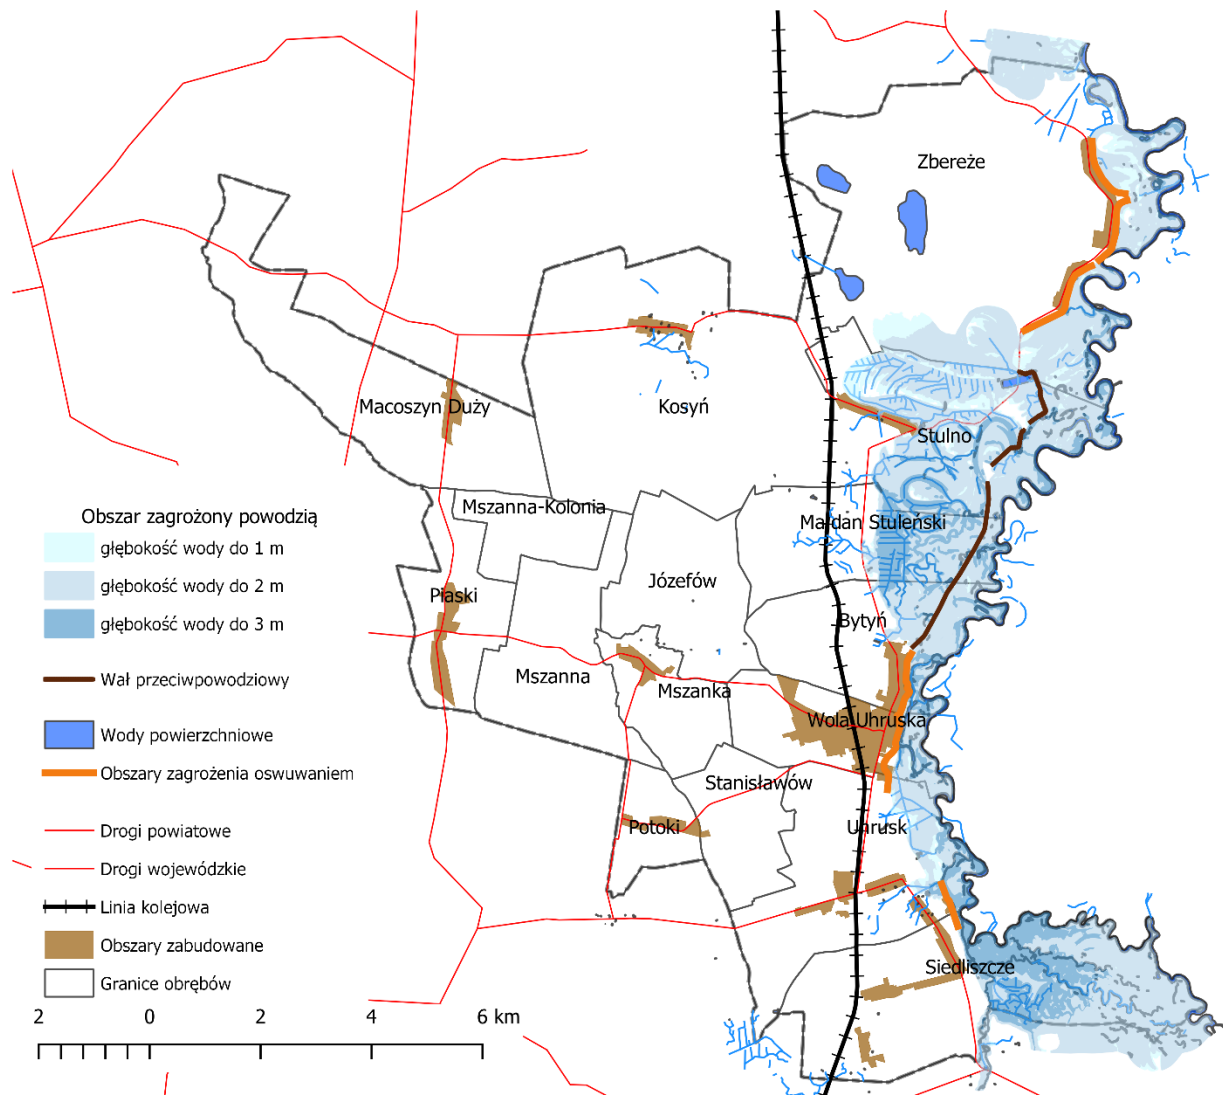 Zbereże
Macoszyn Duży
Kosyń
Stulno
Mszanna-Kolonia
Majdan Stuleński
Józefów
Piaski
Bytyń
Mszanna
Mszanka
Wola Uhruska
Stanisławów
Potoki
Uhrusk
Siedliszcze
Obszar zagrożony powodzią
głębokość wody do 1 m
głębokość wody do 2 m
głębokość wody do 3 m
Wał przeciwpowodziowy
Wody powierzchniowe
Obszary zagrożenia oswuwaniem
Drogi powiatowe
Drogi wojewódzkie
Linia kolejowa
Obszary zabudowane
Granice obrębów
2 0 2 4 6 km